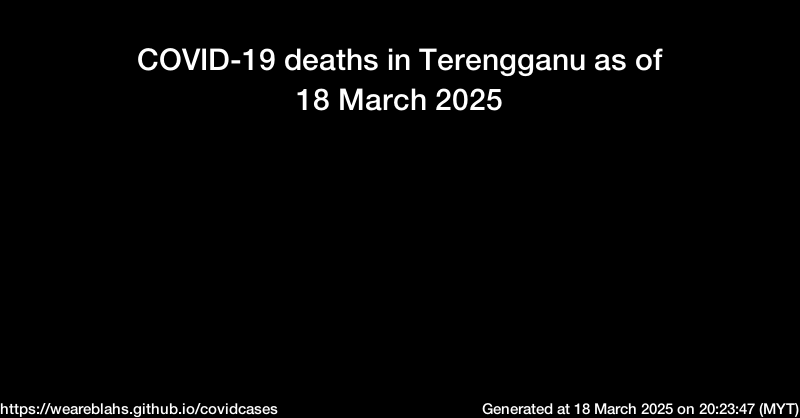 COVID-19 deaths in Terengganu as of
18 March 2025
https://weareblahs.github.io/covidcases
Generated at 18 March 2025 on 20:23:47 (MYT)